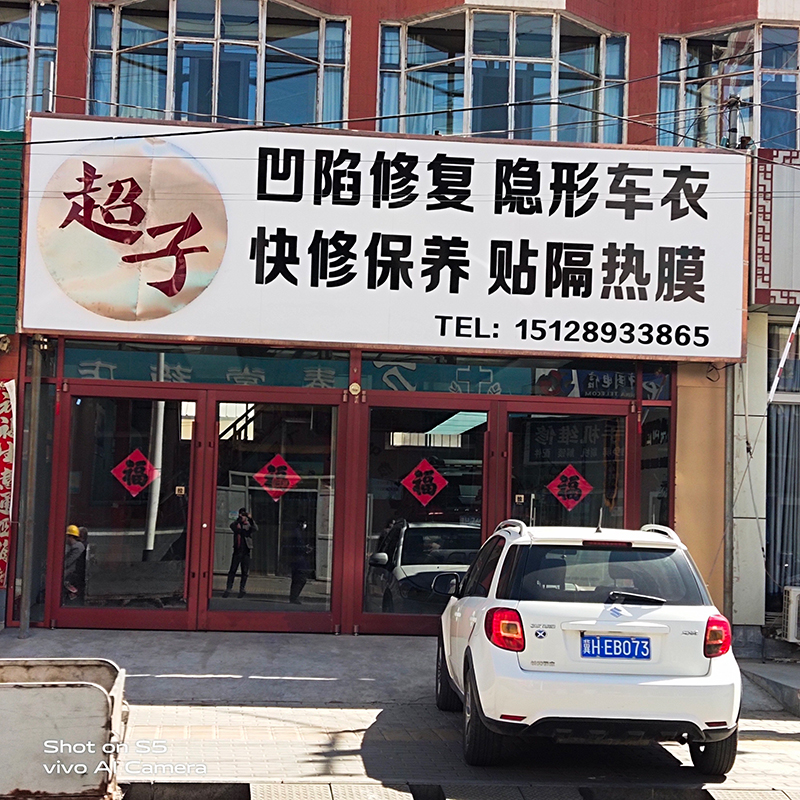 超子
凹陷修复 隐形车衣
快修保养 贴隔热膜
TEL: 15128933865
福
福
福
福
冀H·EB073
Shot on S5
vivo AI Camera